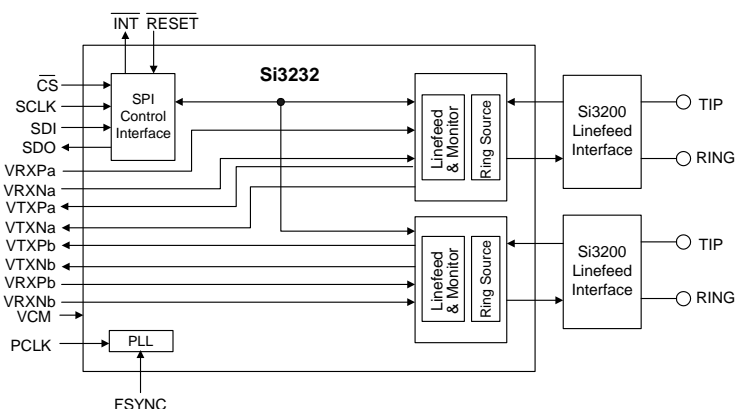 INT
RESET
Si3232
CS
SCLK
SDI
SDO
SPI
Control
Interface
VRXPa
VRXNa
VTXPa
VTXNa
VTXPb
VTXNb
VRXPb
VRXNb
VCM
PCLK
PLL
FSYNC
Linefeed
& Monitor
Ring Source
Si3200
Linefeed
Interface
TIP
RING
Linefeed
& Monitor
Ring Source
Si3200
Linefeed
Interface
TIP
RING